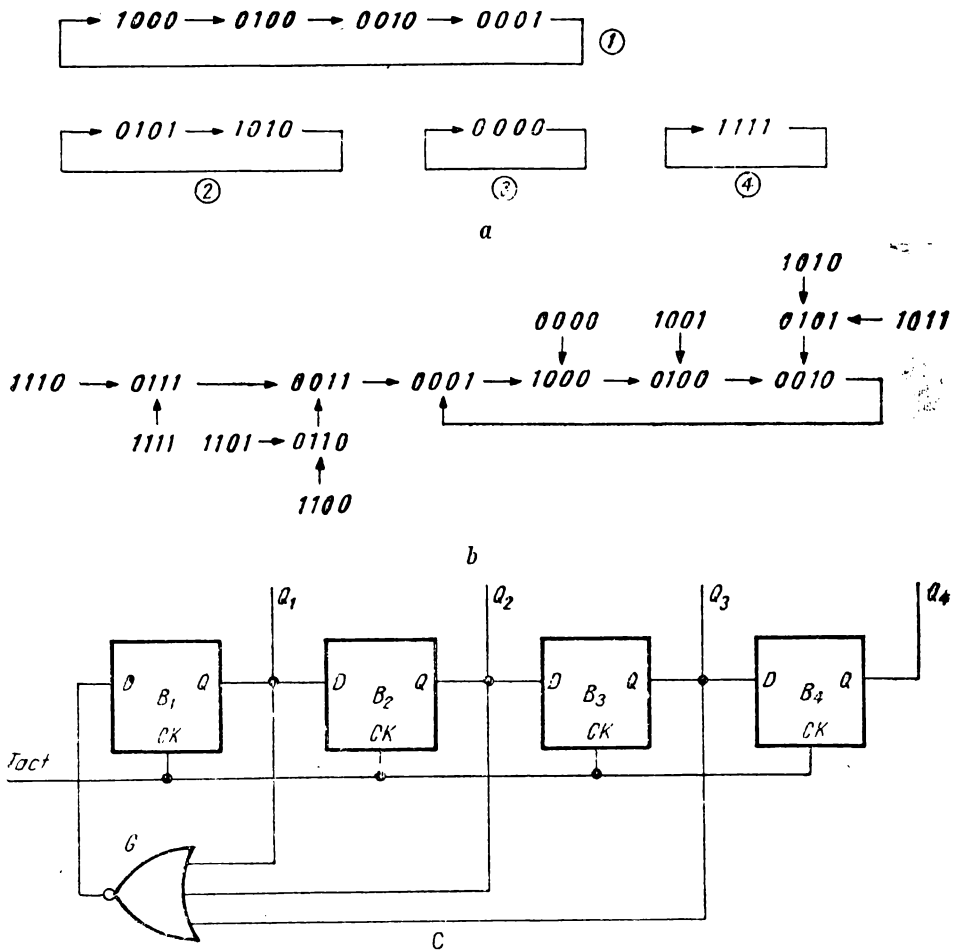 1000 0100 0010 0001
1
0101 1010 0000 1111
2 3 4
a
1010
0000 1001 0101 1011
1110 0111 0011 0001 1000 0100 0010
1111 1101 0110
1100
b
Q1 Q2 Q3 Q4
D B1 Q D B2 Q D B3 Q D B4 Q
CK CK CK CK
Tact
G
C